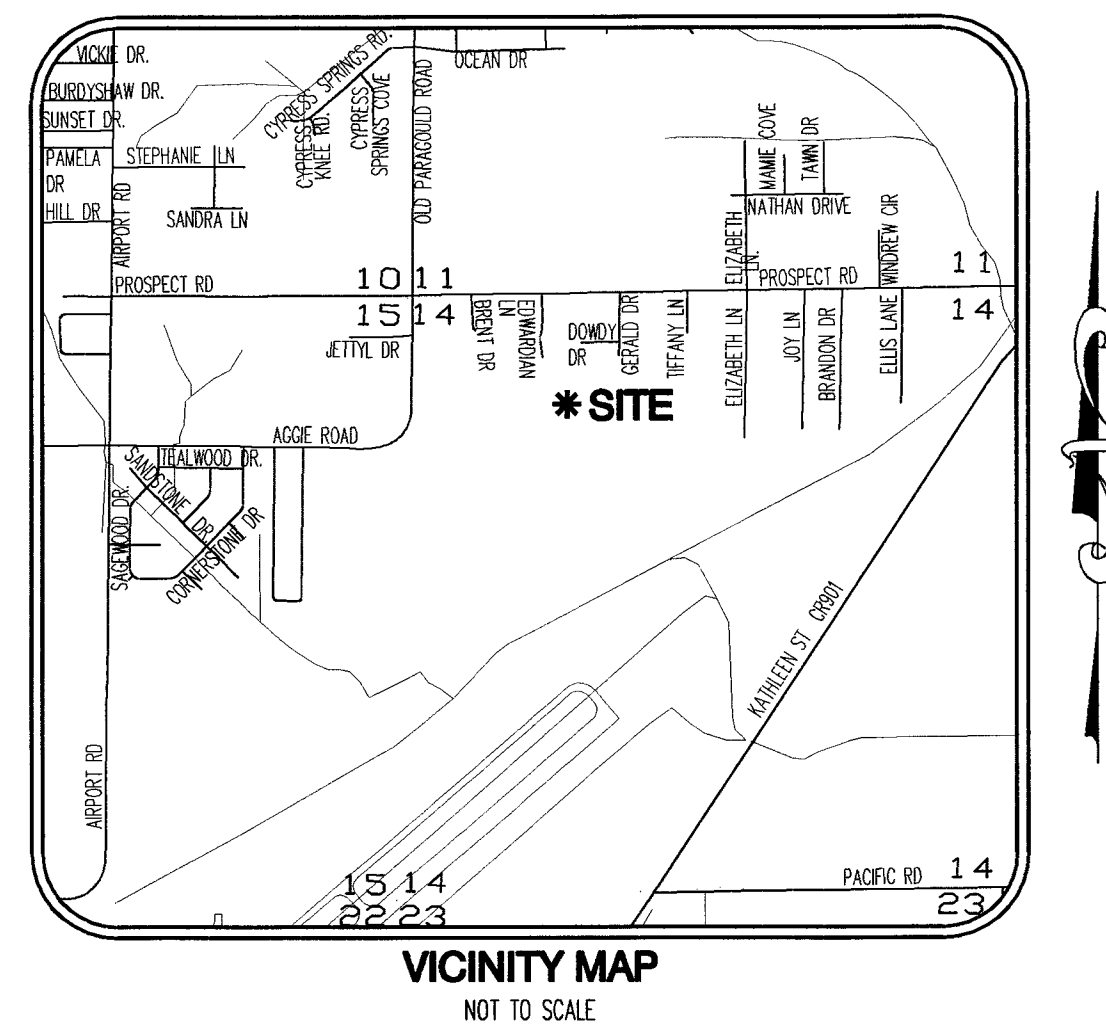 VICKIE DR.
BURDYSHAW DR.
SUNSET DR.
PAMELA
DR
HILL DR
STEPHANIE LN
SANDRA LN
AIRPORT RD
CYPRESS SPRINGS RD.
CYPRESS
KNEE RD.
CYPRESS
SPRINGS COVE
OLD PARAGOULD ROAD
OCEAN DR
MAMIE COVE
TAWN DR
NATHAN DRIVE
ELIZABETH
LN.
WINDREW CIR
PROSPECT RD
10 11
15 14
PROSPECT RD
11
14
JETTYL DR
BRENT DR
EDWARDIAN
LN
DOWDY
DR
GERALD DR
TIFFANY LN
ELIZABETH LN
JOY LN
BRANDON DR
ELLIS LANE
* SITE
AGGIE ROAD
TEALWOOD DR.
SANDSTONE DR.
SAGEWOOD DR.
CORNERSTONE DR
KATHLEEN ST CR901
AIRPORT RD
15 14
22 23
PACIFIC RD
14
23
VICINITY MAP
NOT TO SCALE